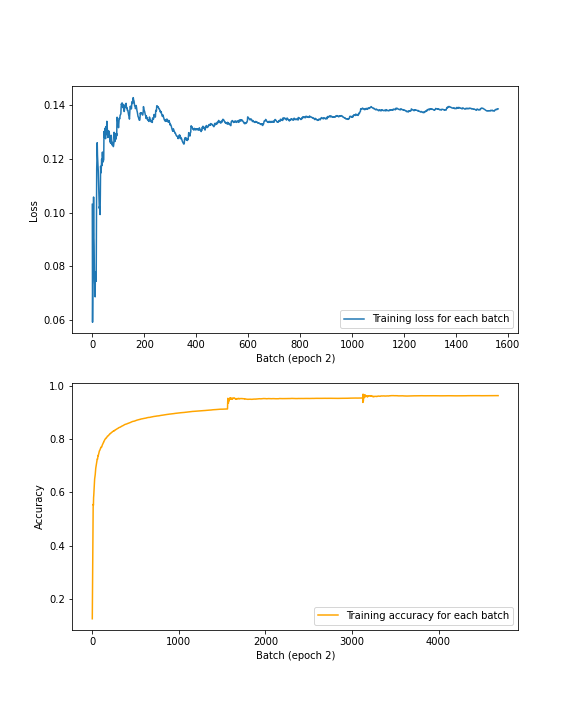 0.14
0.12
0.10
0.08
0.06
Loss
Training loss for each batch
0 200 400 600 800 1000 1200 1400 1600
Batch (epoch 2)
1.0
0.8
0.6
0.4
0.2
Accuracy
Training accuracy for each batch
0 1000 2000 3000 4000
Batch (epoch 2)